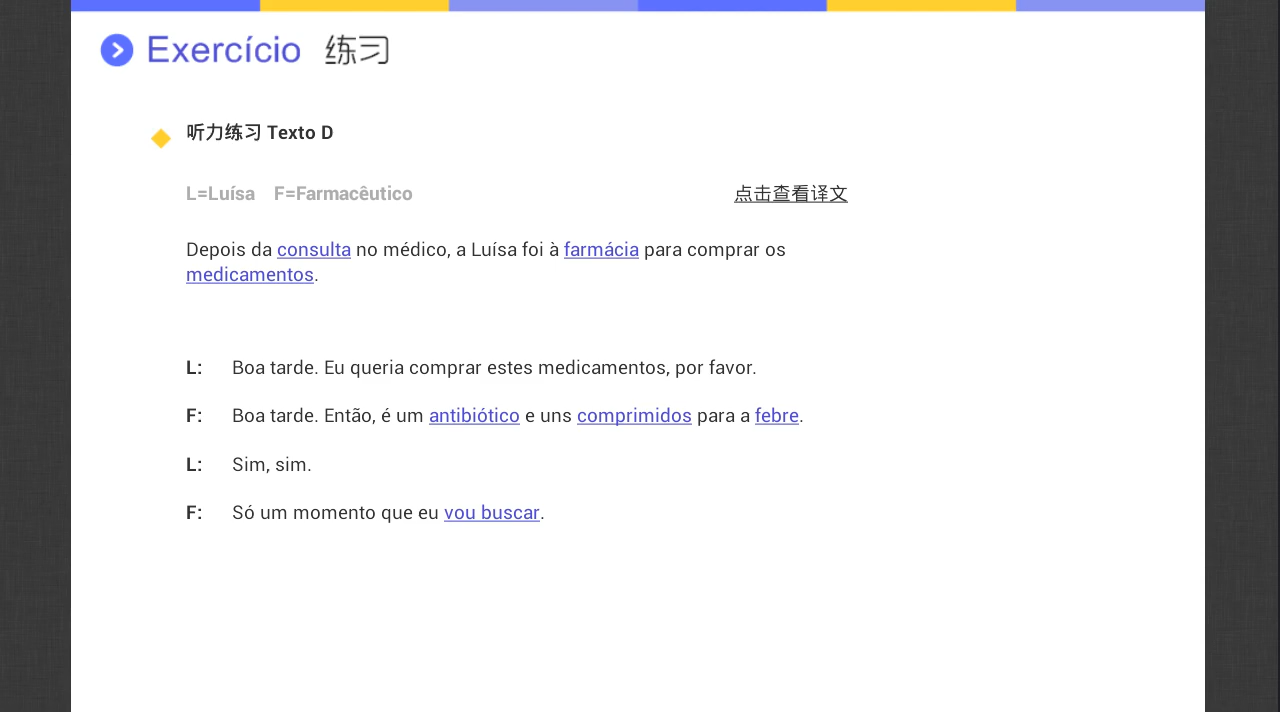 Exercício 练习
听力练习 Texto D
L=Luísa F=Farmacêutico 点击查看译文
Depois da consulta no médico, a Luísa foi à farmácia para comprar os
medicamentos.
L: Boa tarde. Eu queria comprar estes medicamentos, por favor.
F: Boa tarde. Então, é um antibiótico e uns comprimidos para a febre.
L: Sim, sim.
F: Só um momento que eu vou buscar.